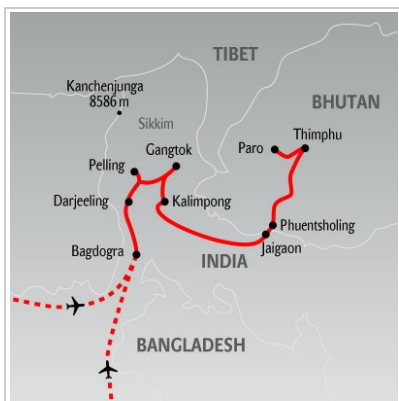 TIBET
Kanchenjunga
8586 m
BHUTAN
Sikkim
Thimphu
Gangtok
Paro
Pelling
Darjeeling
Kalimpong
Phuentsholing
Jaigaon
Bagdogra
INDIA
BANGLADESH